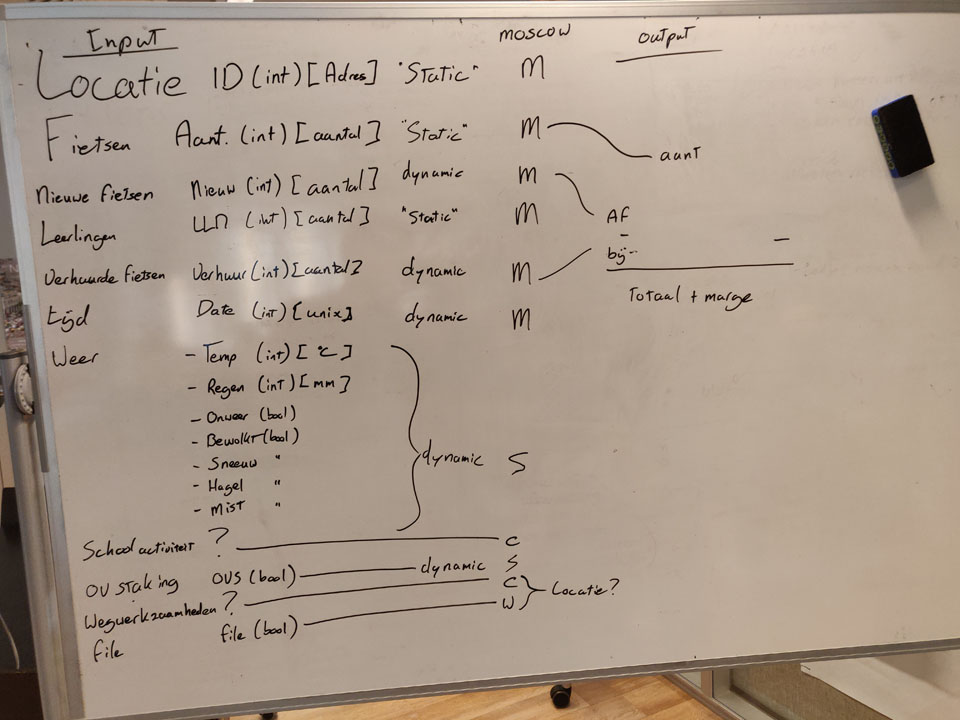 Input MOSCOW output
Locatie ID (int) [Adres] "Static" M
Fietsen Aant. (int) [aantal] "Static" M aant
Nieuwe fietsen Nieuw (int) [aantal] dynamic M
Leerlingen LLN (int) [aantal] "Static" M AF
Verhuurde fietsen Verhuur (int) [aantal] dynamic M bij
tijd Date (int) [unix] dynamic M Totaal + marge
Weer - Temp (int) [°C]
- Regen (int) [mm]
- Onweer (bool)
- Bewolkt (bool)
- Sneeuw " dynamic S
- Hagel "
- Mist "
School activiteit ? C
OV staking OVS (bool) dynamic S
Wegwerkzaamheden ? C Locatie?
file file (bool) W